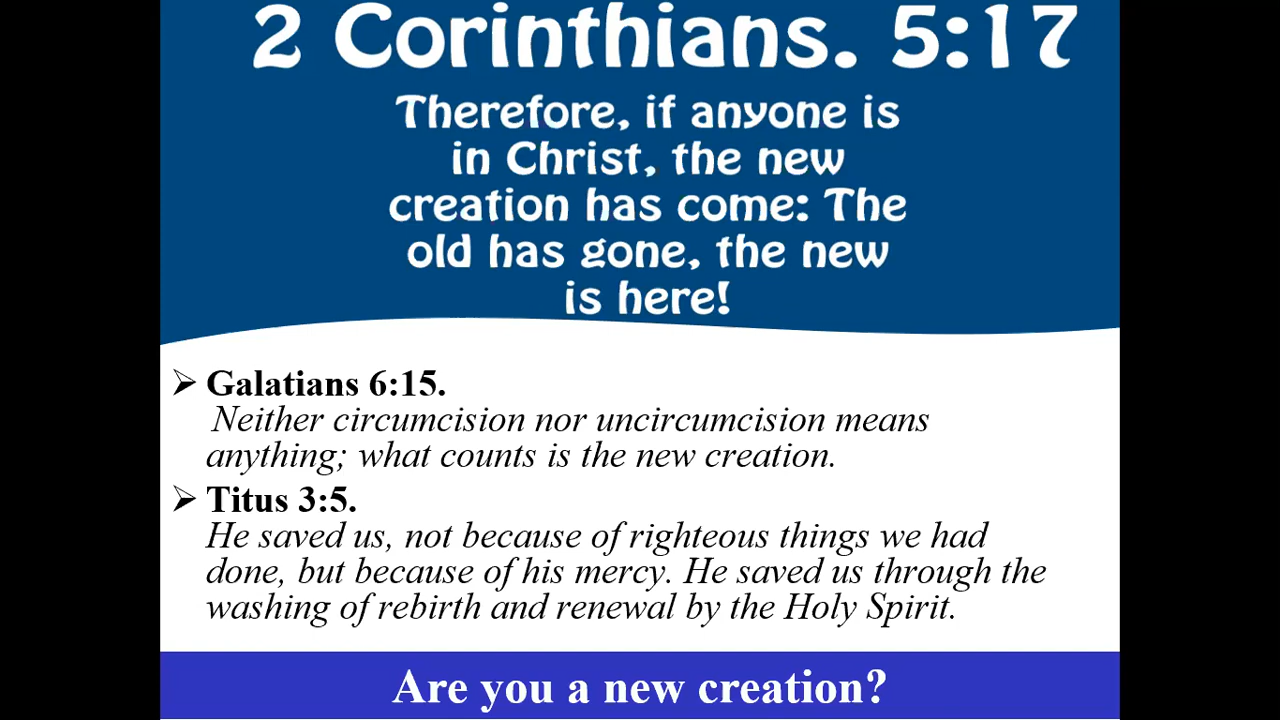 2 Corinthians. 5:17
Therefore, if anyone is
in Christ, the new
creation has come: The
old has gone, the new
is here!
➢ Galatians 6:15.
Neither circumcision nor uncircumcision means
anything; what counts is the new creation.
➢ Titus 3:5.
He saved us, not because of righteous things we had
done, but because of his mercy. He saved us through the
washing of rebirth and renewal by the Holy Spirit.
Are you a new creation?